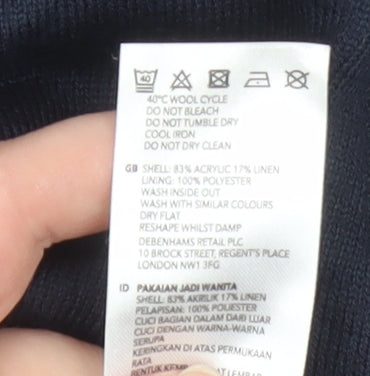 40
40°C WOOL CYCLE
DO NOT BLEACH
DO NOT TUMBLE DRY
COOL IRON
DO NOT DRY CLEAN
GB SHELL: 83% ACRYLIC 17% LINEN
LINING: 100% POLYESTER
WASH INSIDE OUT
WASH WITH SIMILAR COLOURS
DRY FLAT
RESHAPE WHILST DAMP
DEBENHAMS RETAIL PLC
10 BROCK STREET, REGENT'S PLACE
LONDON NW1 3FG
ID PAKAIAN JADI WANITA
SHELL: 83% AKRILIK 17% LINEN
PELAPISAN: 100% POLYESTER
CUCI BAGIAN DALAM DARI LUAR
CUCI DENGAN WARNA-WARNA
SERUPA
KERINGKAN DI ATAS PERMUKAAN
RATA
BENTUK LEMBAB